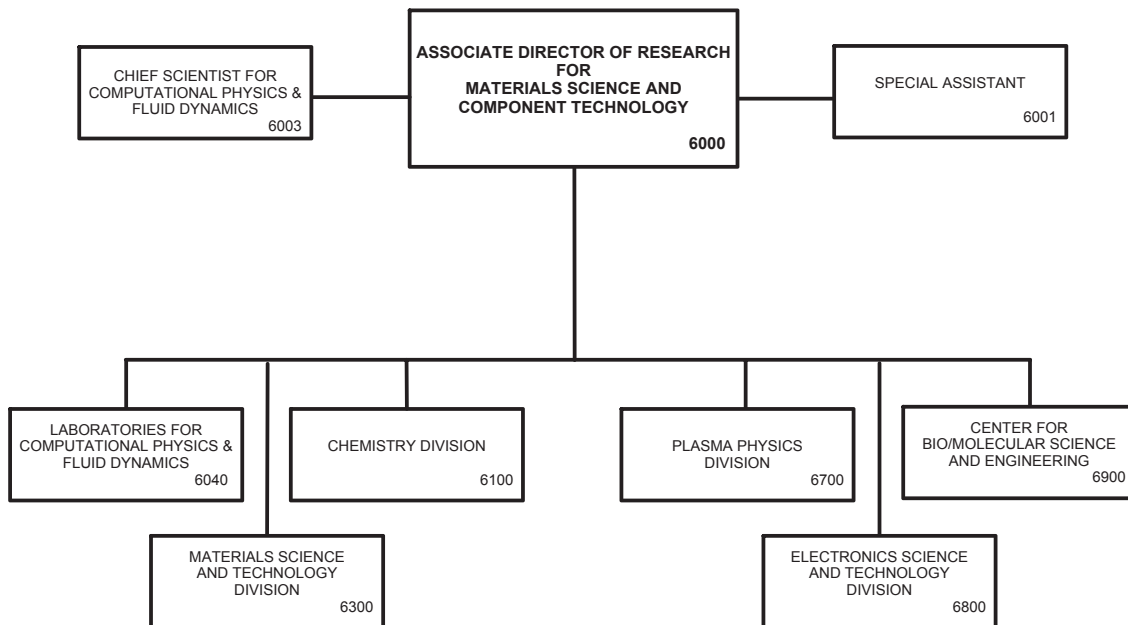 ASSOCIATE DIRECTOR OF RESEARCH
FOR
MATERIALS SCIENCE AND
COMPONENT TECHNOLOGY
6000
CHIEF SCIENTIST FOR
COMPUTATIONAL PHYSICS &
FLUID DYNAMICS
6003
SPECIAL ASSISTANT
6001
LABORATORIES FOR
COMPUTATIONAL PHYSICS &
FLUID DYNAMICS
6040
CHEMISTRY DIVISION
6100
PLASMA PHYSICS
DIVISION
6700
CENTER FOR
BIO/MOLECULAR SCIENCE
AND ENGINEERING
6900
MATERIALS SCIENCE
AND TECHNOLOGY
DIVISION
6300
ELECTRONICS SCIENCE
AND TECHNOLOGY
DIVISION
6800